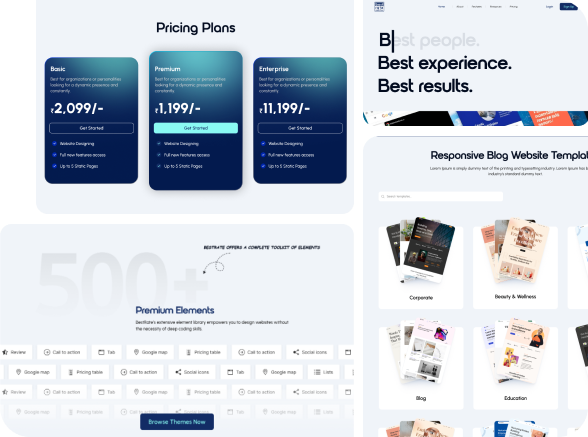 Pricing Plans
Basic
Best for organizations or personalities
looking for a dynamic presence and
constantly.
₹2,099/-
Get Started
Website Designing
Full new features access
Up to 5 Static Pages
Premium
Best for organizations or personalities
looking for a dynamic presence and
constantly.
₹1,199/-
Get Started
Website Designing
Full new features access
Up to 5 Static Pages
Enterprise
Best for organizations or personalities
looking for a dynamic presence and
constantly.
₹11,199/-
Get Started
Website Designing
Full new features access
Up to 5 Static Pages
500+
BESTRATE OFFERS A COMPLETE TOOLKIT OF ELEMENTS
Premium Elements
BestRate's extensive element library empowers you to design websites without
the necessity of deep coding skills.
Review Call to action Tab Google map Pricing table Call to action Social icons
Google map Pricing table Call to action Social icons Tab Google map Lists
Review Call to action Tab Google map Pricing table Call to action Social icons
Google map Pricing table Social icons Tab Google map Lists
Browse Themes Now
Home About Pricing
Login Sign Up
Best people.
Best experience.
Best results.
Responsive Blog Website Templat
Lorem Ipsum is simply dummy text of the printing and typesetting industry. Lorem Ipsum has b
industry's standard dummy text
Search templates
Corporate
Beauty & Wellness
Blog
Education